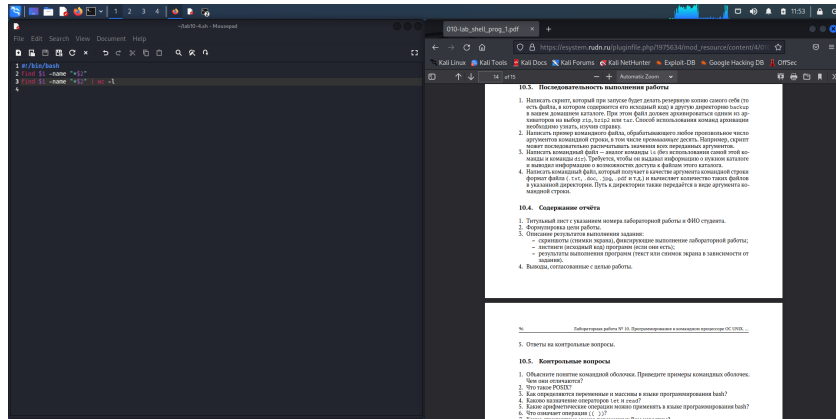 1 2 3 4
11:53
~/lab10-4.sh - Mousepad
File Edit Search View Document Help
1 #!/bin/bash
2 find $1 -name "*$2"
3 find $1 -name "*$2" | wc -l
4
010-lab_shell_prog_1.pdf
https://esystem.rudn.ru/pluginfile.php/1975634/mod_resource/content/4/010
Kali Linux Kali Tools Kali Docs Kali Forums Kali NetHunter Exploit-DB Google Hacking DB OffSec
14 of 15
Automatic Zoom
10.3. Последовательность выполнения работы
1. Написать скрипт, который при запуске будет делать резервную копию самого себя (то
есть файла, в котором содержится его исходный код) в другую директорию backup
в вашем домашнем каталоге. При этом файл должен архивироваться одним из ар-
хиваторов на выбор zip, bzip2 или tar. Способ использования команд архивации
необходимо узнать, изучив справку.
2. Написать пример командного файла, обрабатывающего любое произвольное число
аргументов командной строки, в том числе превышающее десять. Например, скрипт
может последовательно распечатывать значения всех переданных аргументов.
3. Написать командный файл — аналог команды ls (без использования самой этой ко-
манды и команды dir). Требуется, чтобы он выдавал информацию о нужном каталоге
и выводил информацию о возможностях доступа к файлам этого каталога.
4. Написать командный файл, который получает в качестве аргумента командной строки
формат файла (.txt, .doc, .jpg, .pdf и т.д.) и вычисляет количество таких файлов
в указанной директории. Путь к директории также передаётся в виде аргумента ко-
мандной строки.
10.4. Содержание отчёта
1. Титульный лист с указанием номера лабораторной работы и ФИО студента.
2. Формулировка цели работы.
3. Описание результатов выполнения задания:
– скриншоты (снимки экрана), фиксирующие выполнение лабораторной работы;
– листинги (исходный код) программ (если они есть);
– результаты выполнения программ (текст или снимок экрана в зависимости от
задания).
4. Выводы, согласованные с целью работы.
96 Лабораторная работа № 10. Программирование в командном процессоре ОС UNIX. ...
5. Ответы на контрольные вопросы.
10.5. Контрольные вопросы
1. Объясните понятие командной оболочки. Приведите примеры командных оболочек.
Чем они отличаются?
2. Что такое POSIX?
3. Как определяются переменные и массивы в языке программирования bash?
4. Каково назначение операторов let и read?
5. Какие арифметические операции можно применить в языке программирования bash?
6. Что означает операция (( ))?